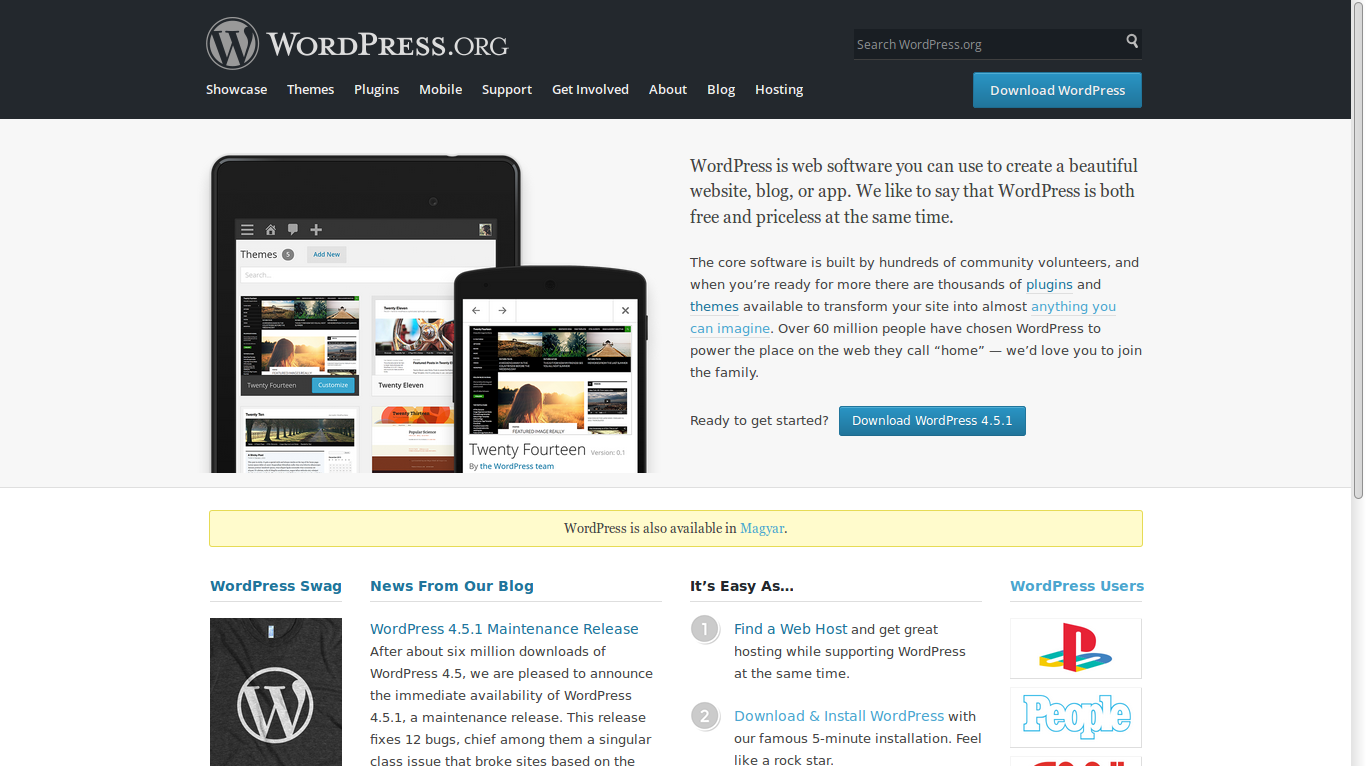 WORDPRESS.ORG
Search WordPress.org
Showcase Themes Plugins Mobile Support Get Involved About Blog Hosting
Download WordPress
Themes 5 Add New
Search...
Twenty Fourteen Customize
Twenty Eleven
Twenty Ten
Twenty Thirteen
Popular Science
Twenty Fourteen
FEATURED IMAGE REALLY
Twenty Fourteen Version: 0.1
By the WordPress team
WordPress is web software you can use to create a beautiful
website, blog, or app. We like to say that WordPress is both
free and priceless at the same time.
The core software is built by hundreds of community volunteers, and
when you’re ready for more there are thousands of plugins and
themes available to transform your site into almost anything you
can imagine. Over 60 million people have chosen WordPress to
power the place on the web they call “home” — we’d love you to join
the family.
Ready to get started? Download WordPress 4.5.1
WordPress is also available in Magyar.
WordPress Swag
News From Our Blog
WordPress 4.5.1 Maintenance Release
After about six million downloads of
WordPress 4.5, we are pleased to announce
the immediate availability of WordPress
4.5.1, a maintenance release. This release
fixes 12 bugs, chief among them a singular
class issue that broke sites based on the
It’s Easy As…
1 Find a Web Host and get great
hosting while supporting WordPress
at the same time.
2 Download & Install WordPress with
our famous 5-minute installation. Feel
like a rock star.
WordPress Users
People